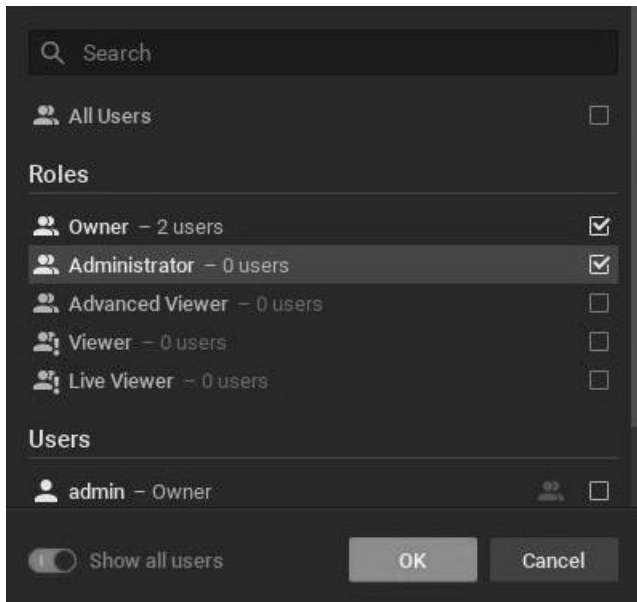 Search
All Users
Roles
Owner – 2 users
Administrator – 0 users
Advanced Viewer – 0 users
Viewer – 0 users
Live Viewer – 0 users
Users
admin – Owner
Show all users
OK
Cancel